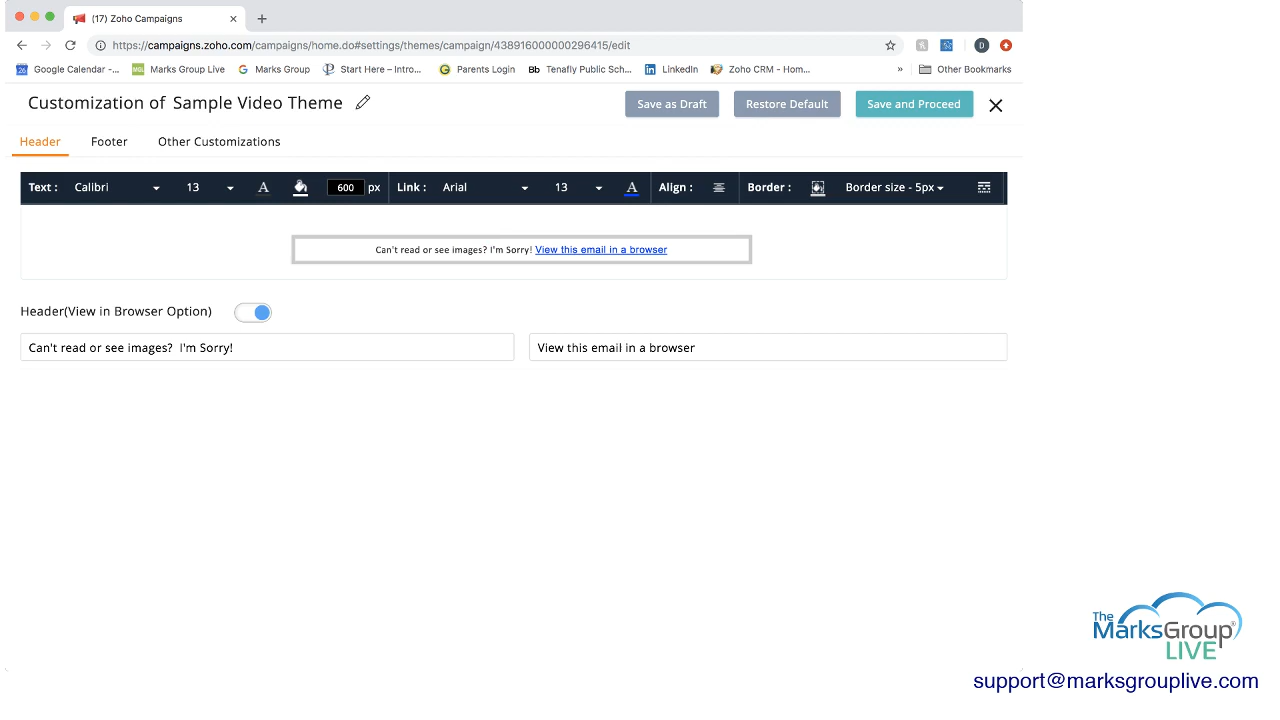 (17) Zoho Campaigns
https://campaigns.zoho.com/campaigns/home.do#settings/themes/campaign/438916000000296415/edit
D
26 Google Calendar -... MGL Marks Group Live G Marks Group Start Here – Intro... G Parents Login Bb Tenafly Public Sch... in LinkedIn Zoho CRM - Hom... » Other Bookmarks
Customization of Sample Video Theme Save as Draft Restore Default Save and Proceed
Header Footer Other Customizations
Text : Calibri 13 A 600 px Link : Arial 13 A Align : Border : Border size - 5px
Can't read or see images? I'm Sorry! View this email in a browser
Header(View in Browser Option)
Can't read or see images?  I'm Sorry! View this email in a browser
The
MarksGroup®
LIVE
support@marksgrouplive.com